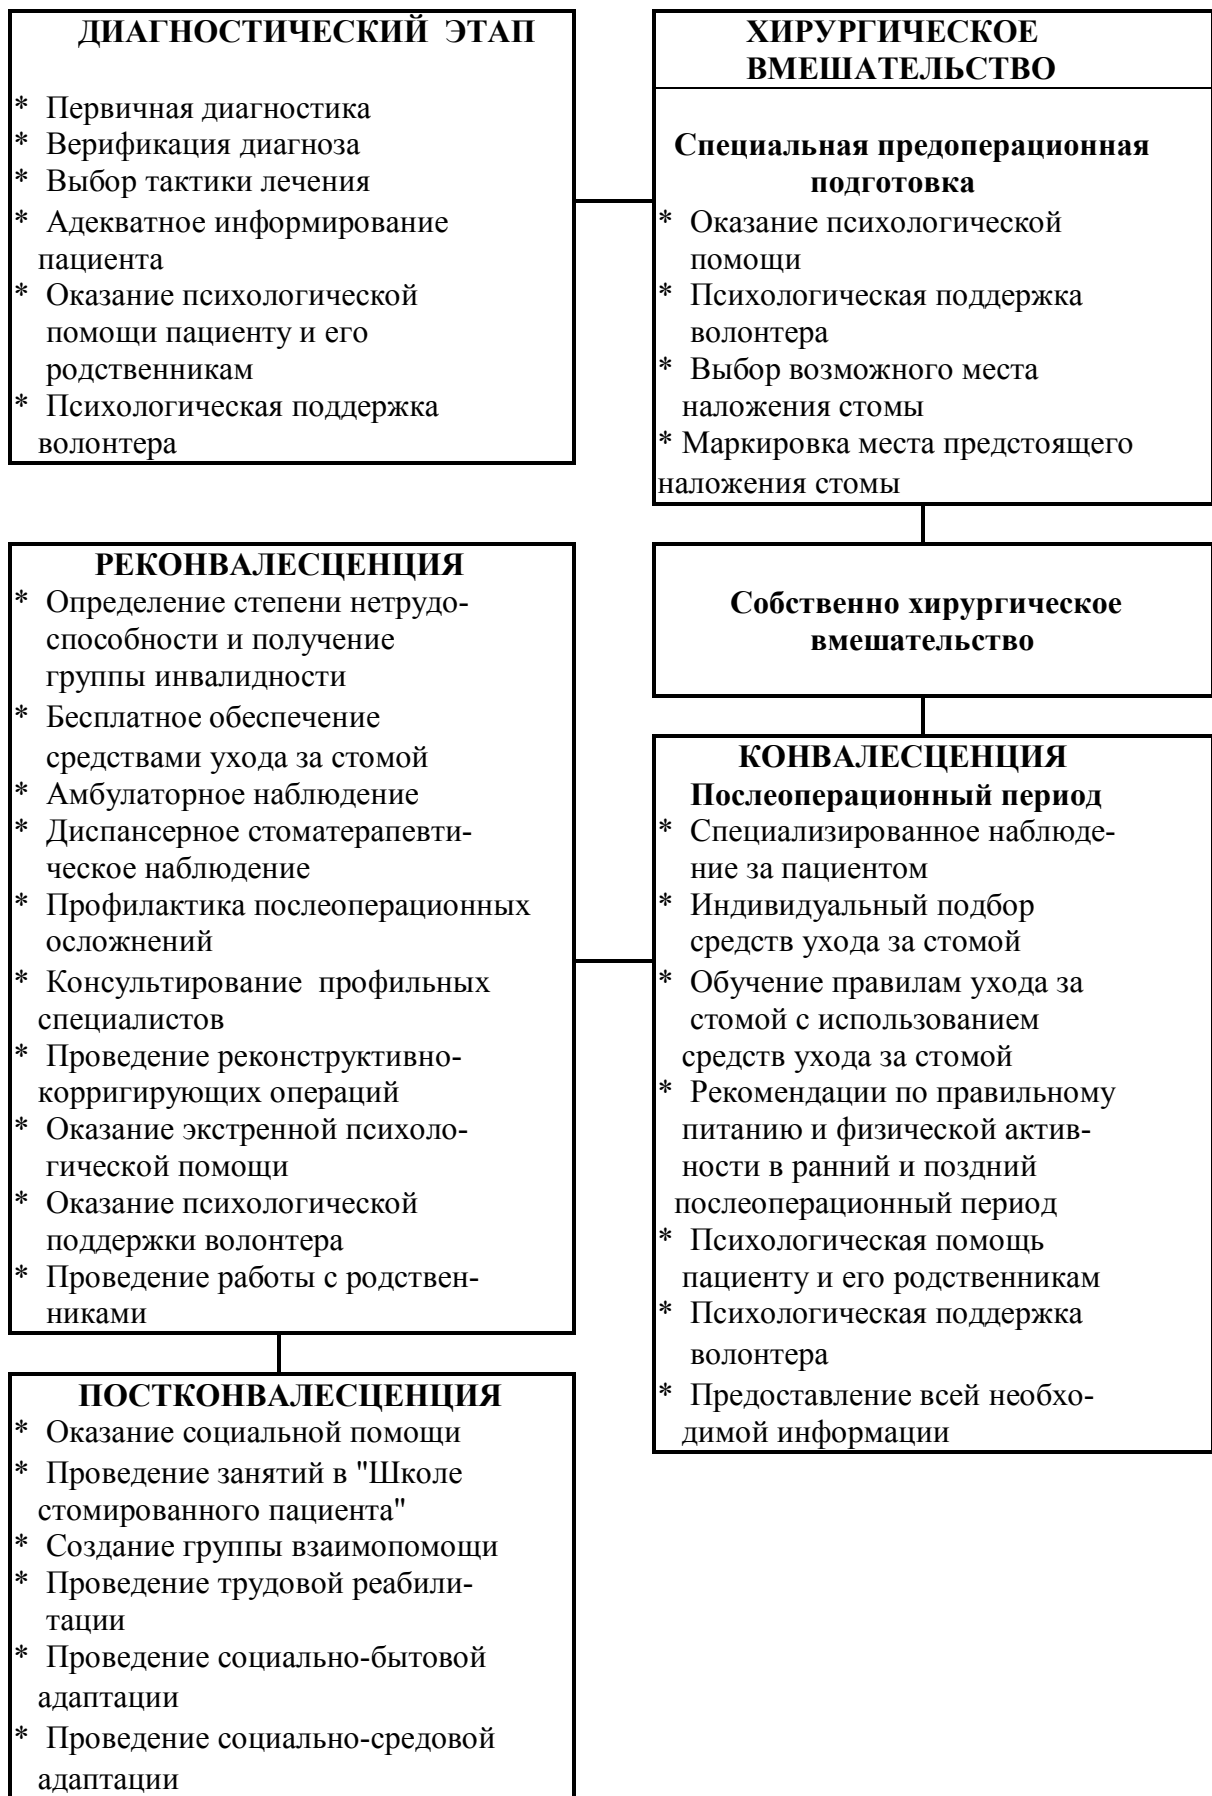 ДИАГНОСТИЧЕСКИЙ ЭТАП
* Первичная диагностика
* Верификация диагноза
* Выбор тактики лечения
* Адекватное информирование
пациента
* Оказание психологической
помощи пациенту и его
родственникам
* Психологическая поддержка
волонтера
ХИРУРГИЧЕСКОЕ
ВМЕШАТЕЛЬСТВО
Специальная предоперационная
подготовка
* Оказание психологической
помощи
* Психологическая поддержка
волонтера
* Выбор возможного места
наложения стомы
* Маркировка места предстоящего
наложения стомы
Собственно хирургическое
вмешательство
КОНВАЛЕСЦЕНЦИЯ
Послеоперационный период
* Специализированное наблюде-
ние за пациентом
* Индивидуальный подбор
средств ухода за стомой
* Обучение правилам ухода за
стомой с использованием
средств ухода за стомой
* Рекомендации по правильному
питанию и физической актив-
ности в ранний и поздний
послеоперационный период
* Психологическая помощь
пациенту и его родственникам
* Психологическая поддержка
волонтера
* Предоставление всей необхо-
димой информации
РЕКОНВАЛЕСЦЕНЦИЯ
* Определение степени нетрудо-
способности и получение
группы инвалидности
* Бесплатное обеспечение
средствами ухода за стомой
* Амбулаторное наблюдение
* Диспансерное стоматерапевти-
ческое наблюдение
* Профилактика послеоперационных
осложнений
* Консультирование профильных
специалистов
* Проведение реконструктивно-
корригирующих операций
* Оказание экстренной психоло-
гической помощи
* Оказание психологической
поддержки волонтера
* Проведение работы с родствен-
никами
ПОСТКОНВАЛЕСЦЕНЦИЯ
* Оказание социальной помощи
* Проведение занятий в "Школе
стомированного пациента"
* Создание группы взаимопомощи
* Проведение трудовой реабили-
тации
* Проведение социально-бытовой
адаптации
* Проведение социально-средовой
адаптации